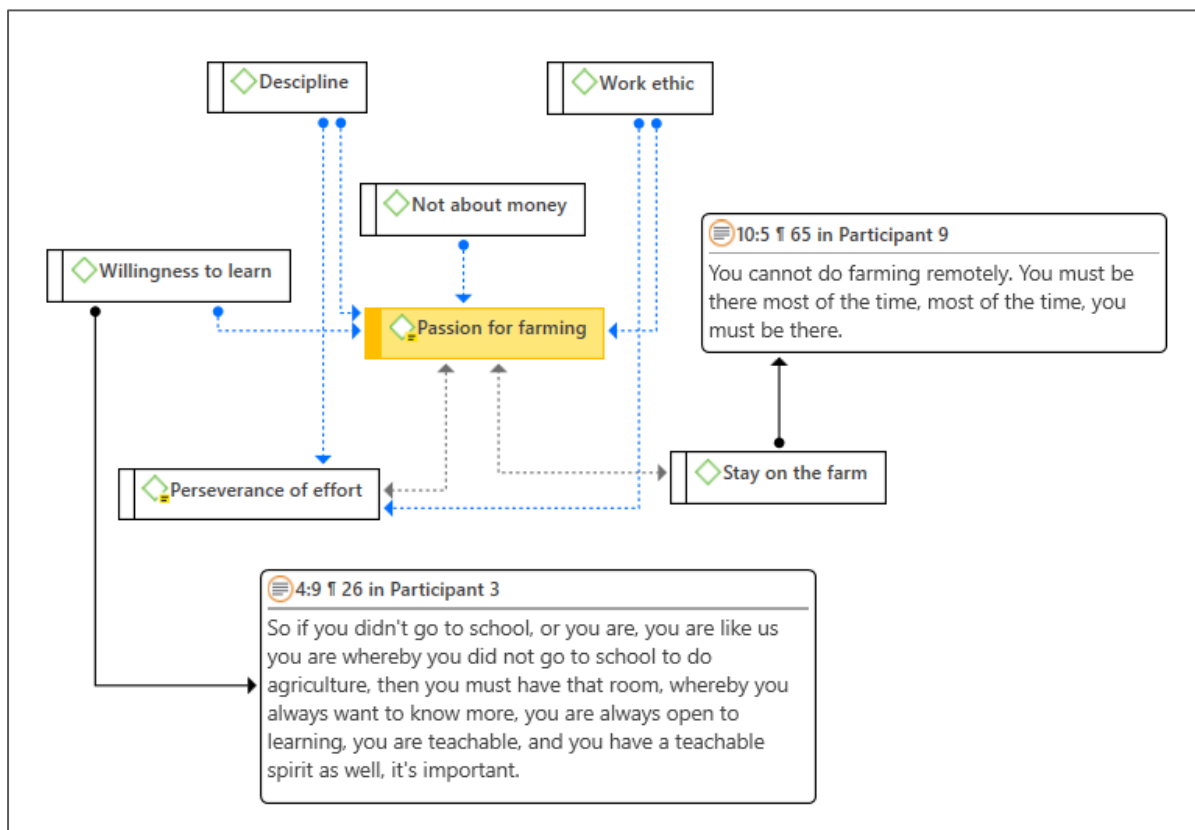 Descipline
Work ethic
Not about money
Willingness to learn
10:5 ¶ 65 in Participant 9
You cannot do farming remotely. You must be
there most of the time, most of the time, you
must be there.
Passion for farming
Stay on the farm
Perseverance of effort
4:9 ¶ 26 in Participant 3
So if you didn't go to school, or you are, you are like us
you are whereby you did not go to school to do
agriculture, then you must have that room, whereby you
always want to know more, you are always open to
learning, you are teachable, and you have a teachable
spirit as well, it's important.